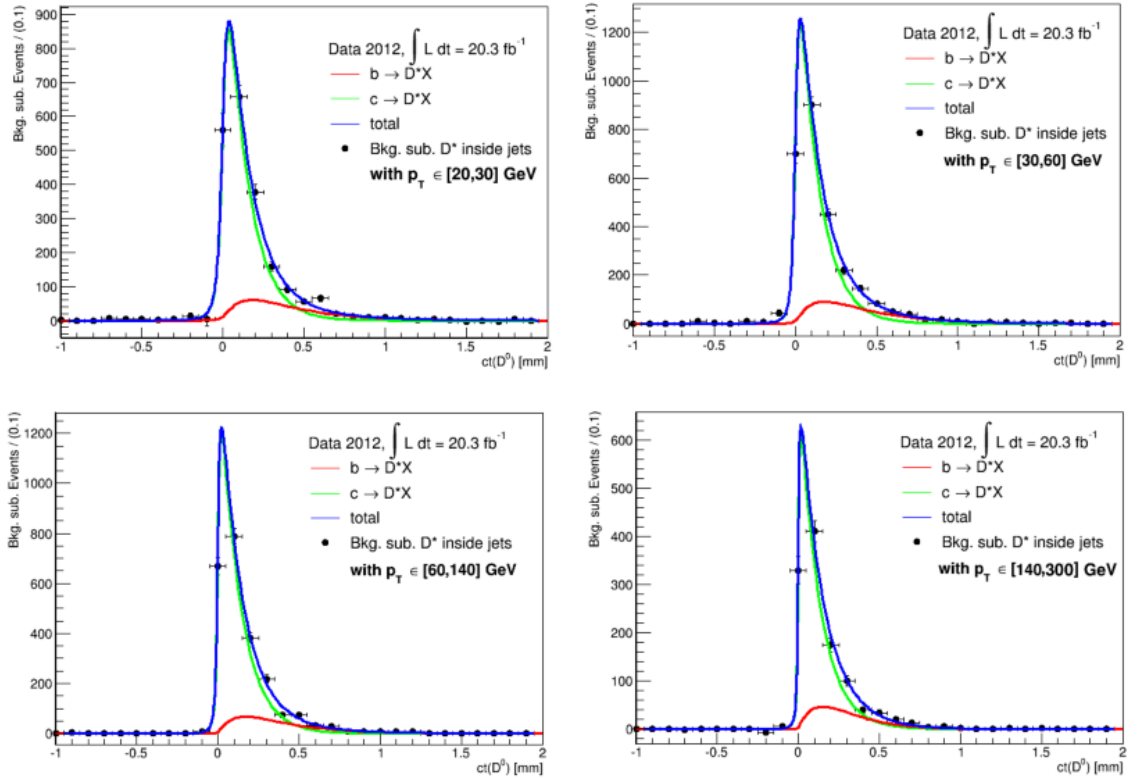 Bkg. sub. Events / (0.1)
900
800
700
600
500
400
300
200
100
0
-1 -0.5 0 0.5 1 1.5 2
ct(D⁰) [mm]
Data 2012, ∫ L dt = 20.3 fb⁻¹
b → D*X
c → D*X
total
Bkg. sub. D* inside jets
with p_T ∈ [20,30] GeV
Bkg. sub. Events / (0.1)
1200
1000
800
600
400
200
0
-1 -0.5 0 0.5 1 1.5 2
ct(D⁰) [mm]
Data 2012, ∫ L dt = 20.3 fb⁻¹
b → D*X
c → D*X
total
Bkg. sub. D* inside jets
with p_T ∈ [30,60] GeV
Bkg. sub. Events / (0.1)
1200
1000
800
600
400
200
0
-1 -0.5 0 0.5 1 1.5 2
ct(D⁰) [mm]
Data 2012, ∫ L dt = 20.3 fb⁻¹
b → D*X
c → D*X
total
Bkg. sub. D* inside jets
with p_T ∈ [60,140] GeV
Bkg. sub. Events / (0.1)
600
500
400
300
200
100
0
-1 -0.5 0 0.5 1 1.5 2
ct(D⁰) [mm]
Data 2012, ∫ L dt = 20.3 fb⁻¹
b → D*X
c → D*X
total
Bkg. sub. D* inside jets
with p_T ∈ [140,300] GeV